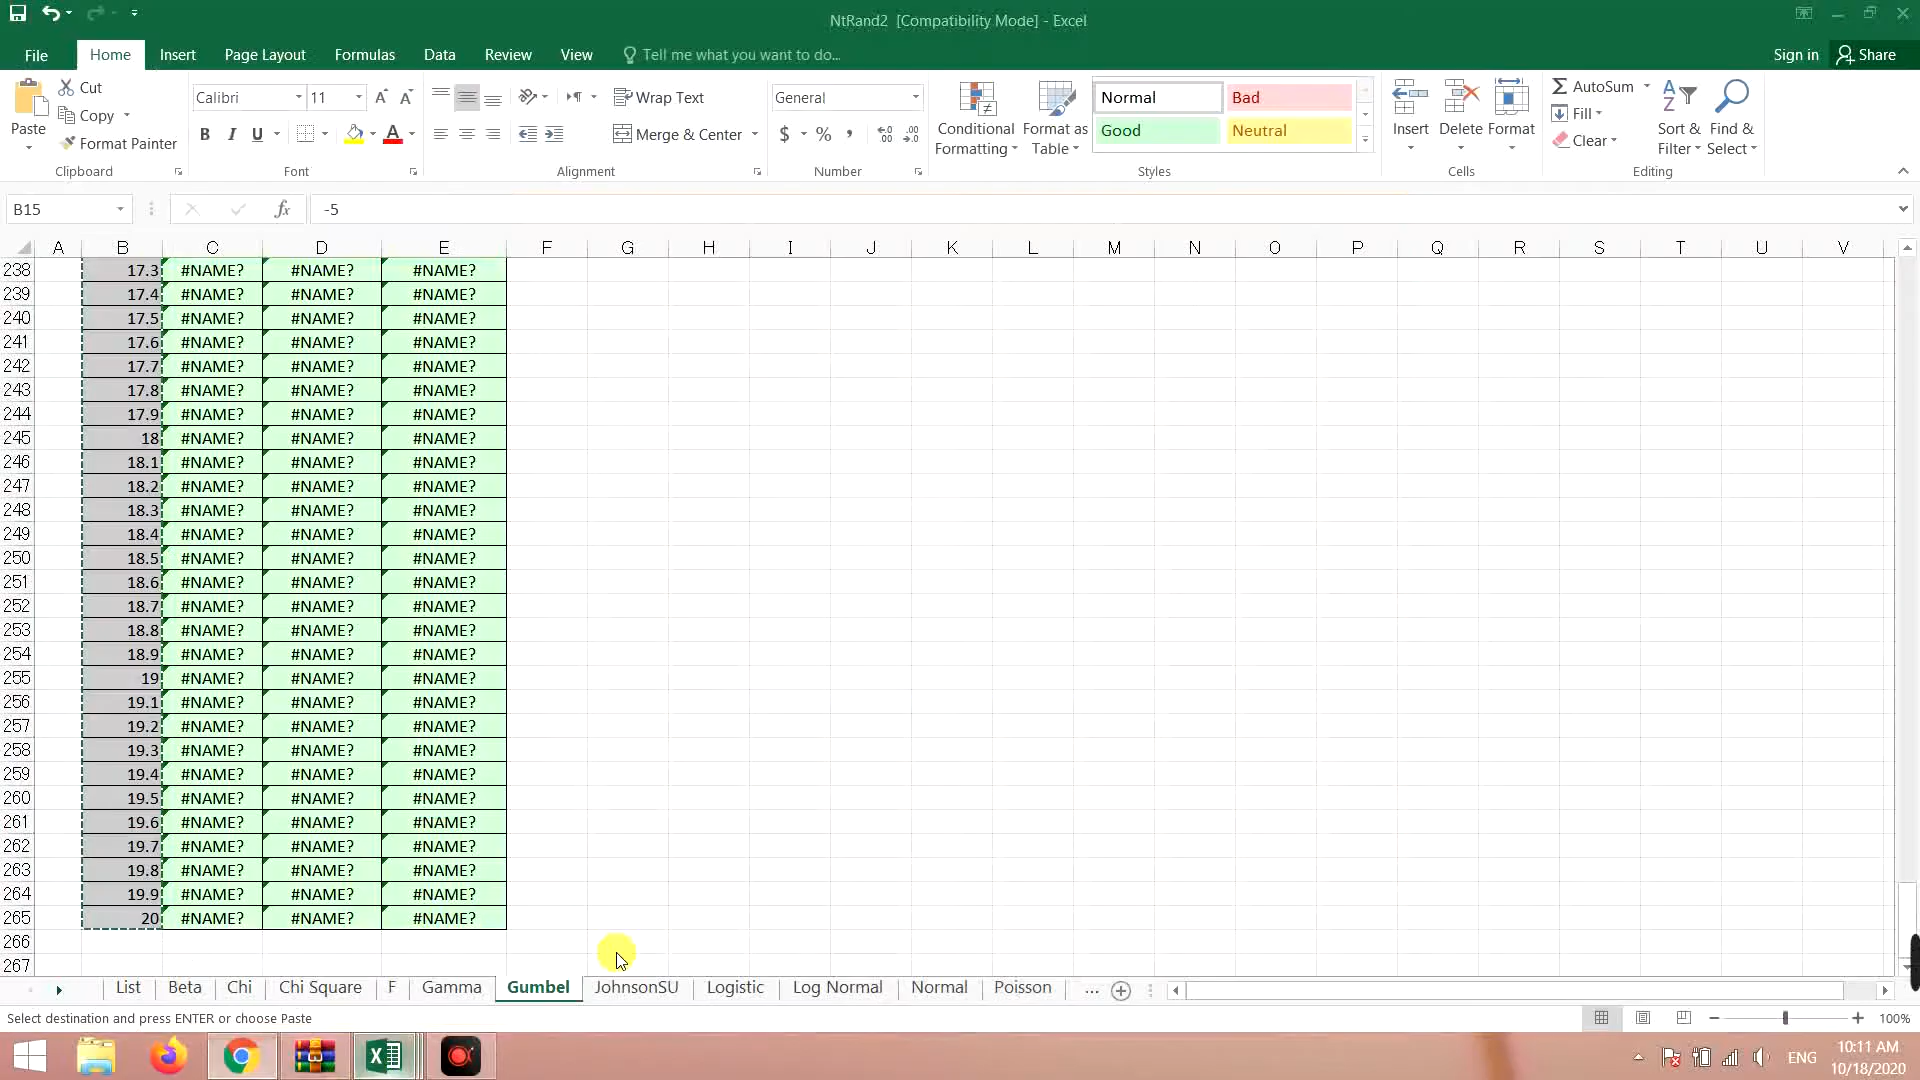 NtRand2 [Compatibility Mode] - Excel
File Home Insert Page Layout Formulas Data Review View Tell me what you want to do... Sign in Share
Paste Cut Copy Format Painter Clipboard
Calibri 11 A A B I U A Font
Wrap Text Merge & Center Alignment
General $ % , Number
Conditional Formatting Format as Table Normal Bad Good Neutral Styles
Insert Delete Format Cells
AutoSum Fill Clear Sort & Filter Find & Select Editing
B15 fx -5
A B C D E F G H I J K L M N O P Q R S T U V
238 17.3 #NAME? #NAME? #NAME?
239 17.4 #NAME? #NAME? #NAME?
240 17.5 #NAME? #NAME? #NAME?
241 17.6 #NAME? #NAME? #NAME?
242 17.7 #NAME? #NAME? #NAME?
243 17.8 #NAME? #NAME? #NAME?
244 17.9 #NAME? #NAME? #NAME?
245 18 #NAME? #NAME? #NAME?
246 18.1 #NAME? #NAME? #NAME?
247 18.2 #NAME? #NAME? #NAME?
248 18.3 #NAME? #NAME? #NAME?
249 18.4 #NAME? #NAME? #NAME?
250 18.5 #NAME? #NAME? #NAME?
251 18.6 #NAME? #NAME? #NAME?
252 18.7 #NAME? #NAME? #NAME?
253 18.8 #NAME? #NAME? #NAME?
254 18.9 #NAME? #NAME? #NAME?
255 19 #NAME? #NAME? #NAME?
256 19.1 #NAME? #NAME? #NAME?
257 19.2 #NAME? #NAME? #NAME?
258 19.3 #NAME? #NAME? #NAME?
259 19.4 #NAME? #NAME? #NAME?
260 19.5 #NAME? #NAME? #NAME?
261 19.6 #NAME? #NAME? #NAME?
262 19.7 #NAME? #NAME? #NAME?
263 19.8 #NAME? #NAME? #NAME?
264 19.9 #NAME? #NAME? #NAME?
265 20 #NAME? #NAME? #NAME?
266
267
List Beta Chi Chi Square F Gamma Gumbel JohnsonSU Logistic Log Normal Normal Poisson ...
Select destination and press ENTER or choose Paste 100%
ENG 10:11 AM
10/18/2020